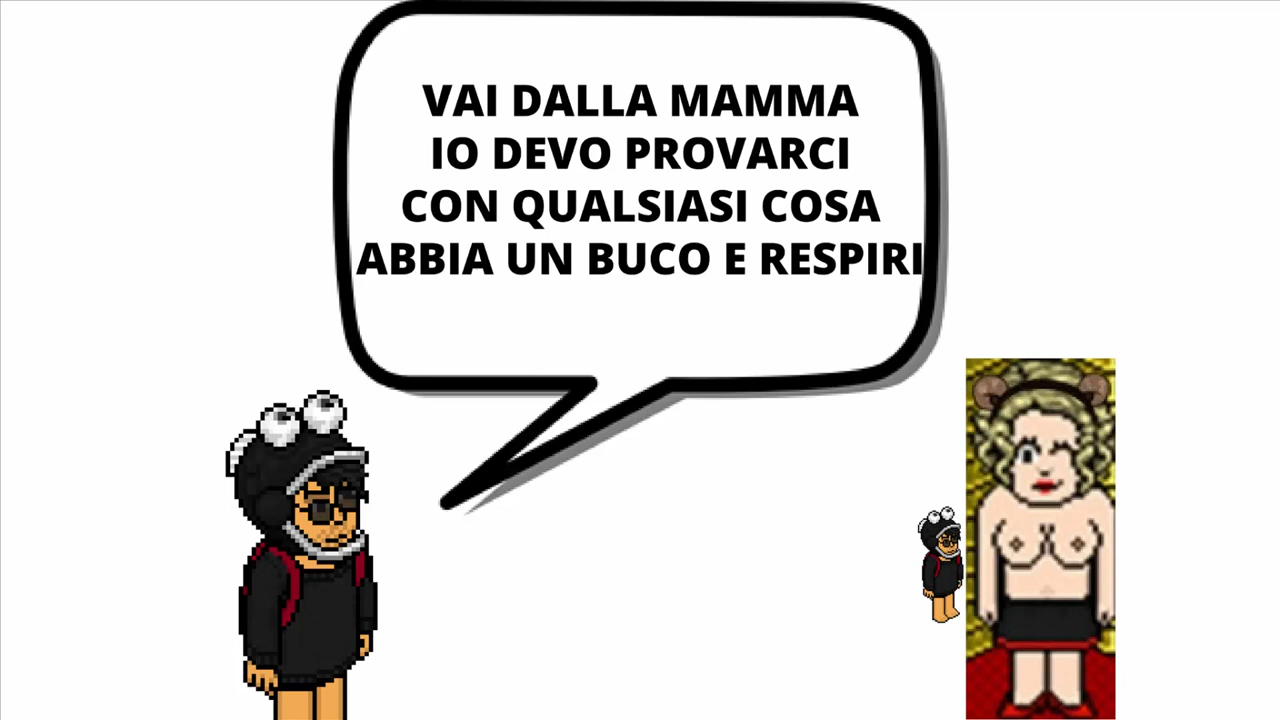 VAI DALLA MAMMA
IO DEVO PROVARCI
CON QUALSIASI COSA
ABBIA UN BUCO E RESPIRI